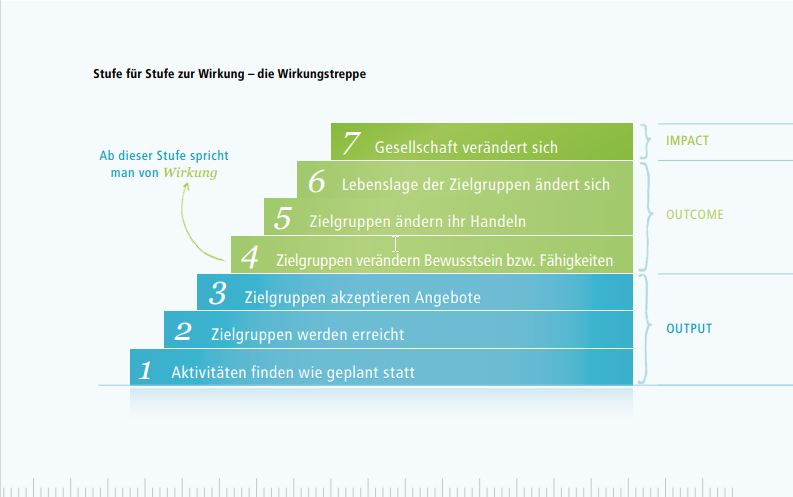 Stufe für Stufe zur Wirkung – die Wirkungstreppe
7 Gesellschaft verändert sich
IMPACT
Ab dieser Stufe spricht
man von Wirkung
6 Lebenslage der Zielgruppen ändert sich
5 Zielgruppen ändern ihr Handeln
OUTCOME
4 Zielgruppen verändern Bewusstsein bzw. Fähigkeiten
3 Zielgruppen akzeptieren Angebote
2 Zielgruppen werden erreicht
OUTPUT
1 Aktivitäten finden wie geplant statt